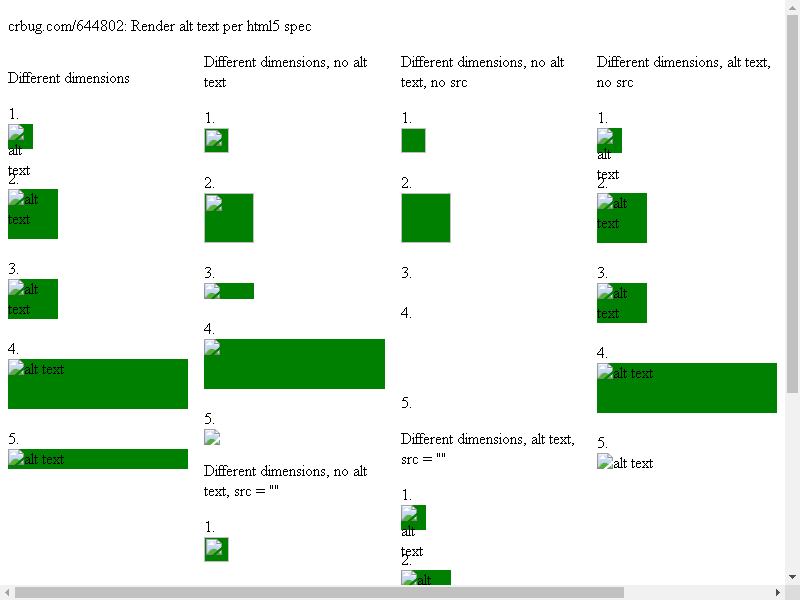 crbug.com/644802: Render alt text per html5 spec
Different dimensions
1.
alt
text
2.
alt
text
3.
alt
text
4.
alt text
5.
alt text
Different dimensions, no alt
text
1.
2.
3.
4.
5.
Different dimensions, no alt
text, src = ""
1.
Different dimensions, no alt
text, no src
1.
2.
3.
4.
5.
Different dimensions, alt text,
src = ""
1.
alt
text
2.
alt
Different dimensions, alt text,
no src
1.
alt
text
2.
alt
text
3.
alt
text
4.
alt text
5.
alt text